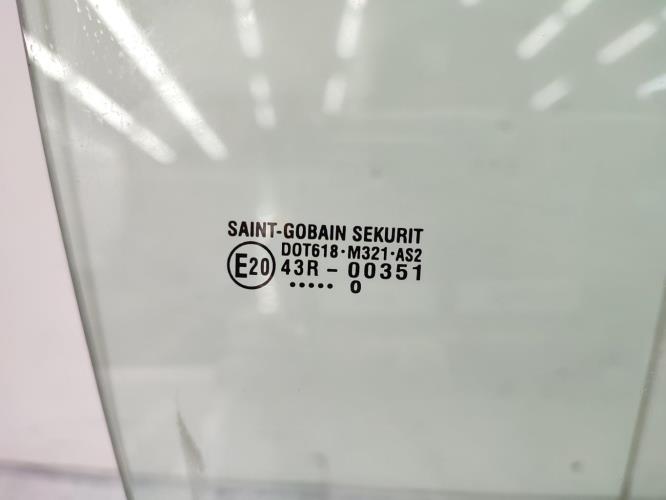 SAINT-GOBAIN SEKURIT
DOT618·M321·AS2
E20 43R - 00351
..... 0